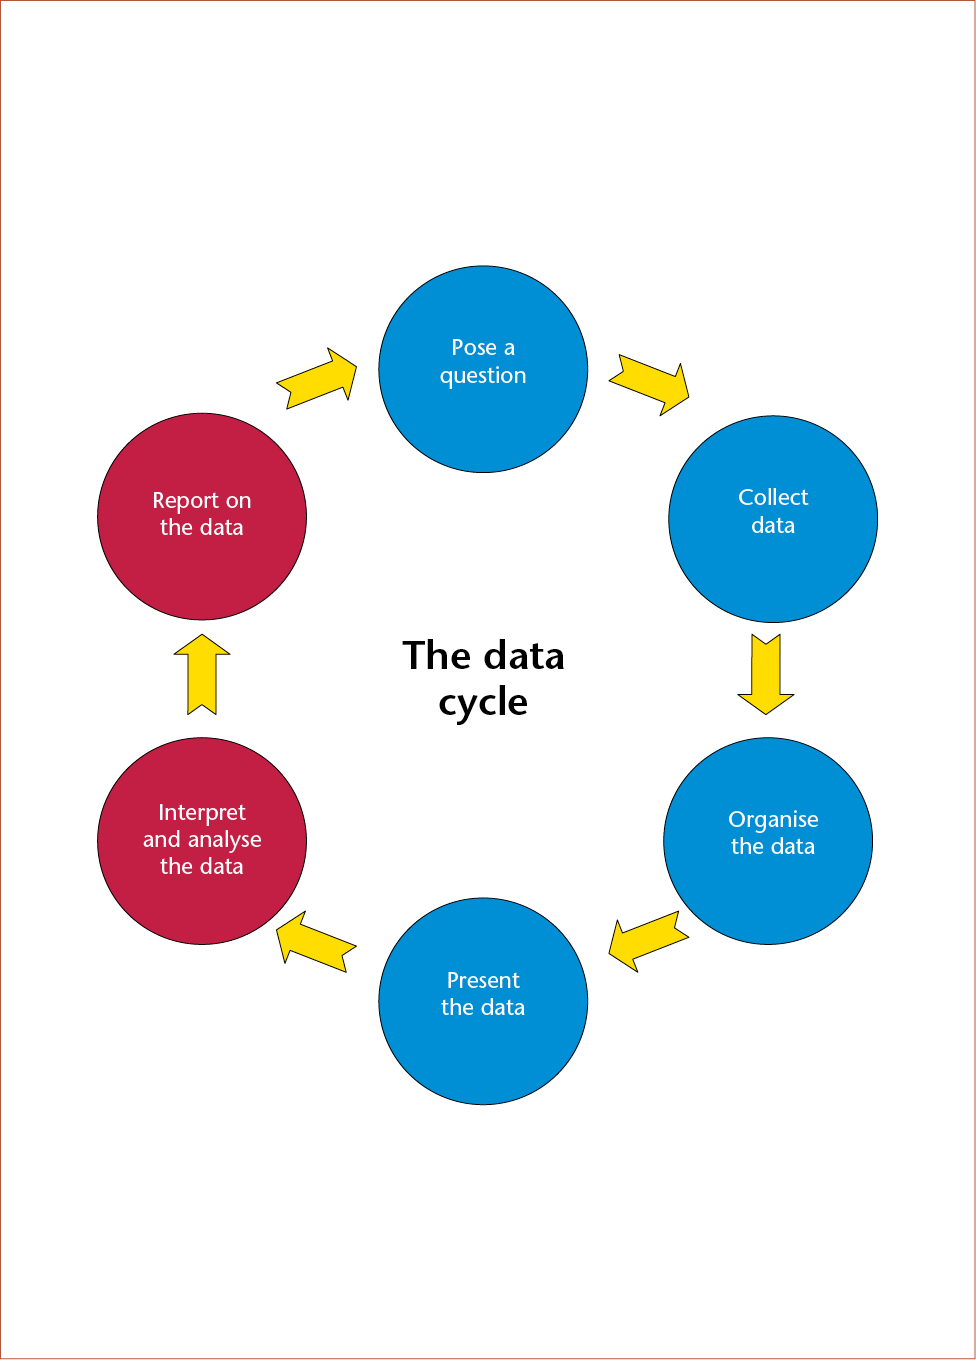 Pose a
question
Collect
data
Organise
the data
Present
the data
Interpret
and analyse
the data
Report on
the data
The data
cycle